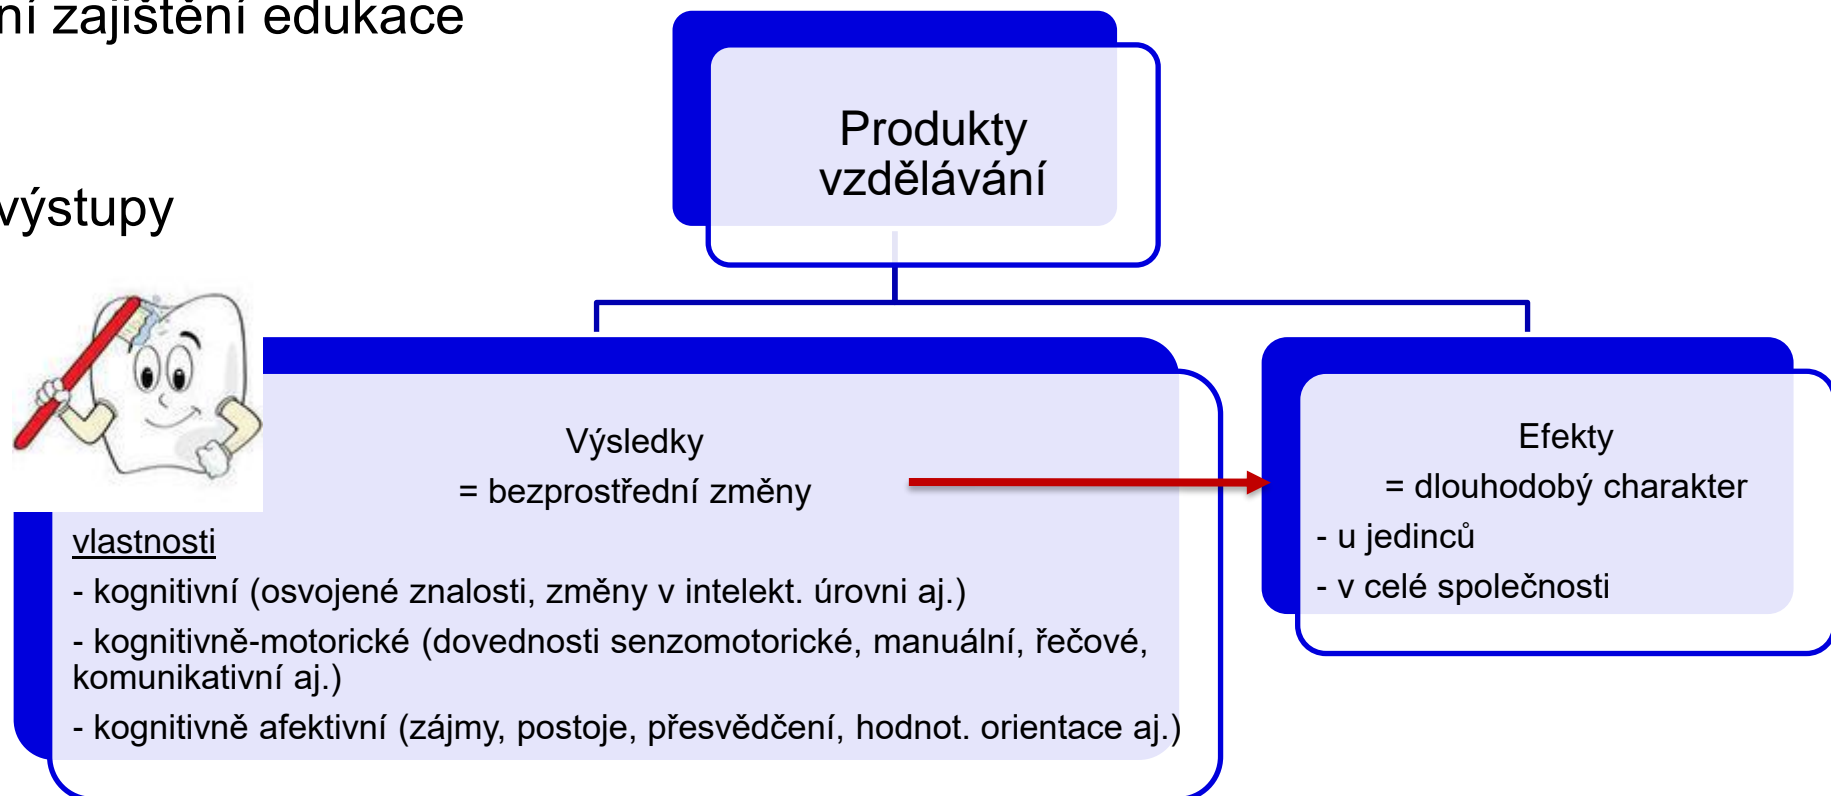 ní zajištění edukace
výstupy
Produkty
vzdělávání
Výsledky
= bezprostřední změny
vlastnosti
- kognitivní (osvojené znalosti, změny v intelekt. úrovni aj.)
- kognitivně-motorické (dovednosti senzomotorické, manuální, řečové,
komunikativní aj.)
- kognitivně afektivní (zájmy, postoje, přesvědčení, hodnot. orientace aj.)
Efekty
= dlouhodobý charakter
- u jedinců
- v celé společnosti